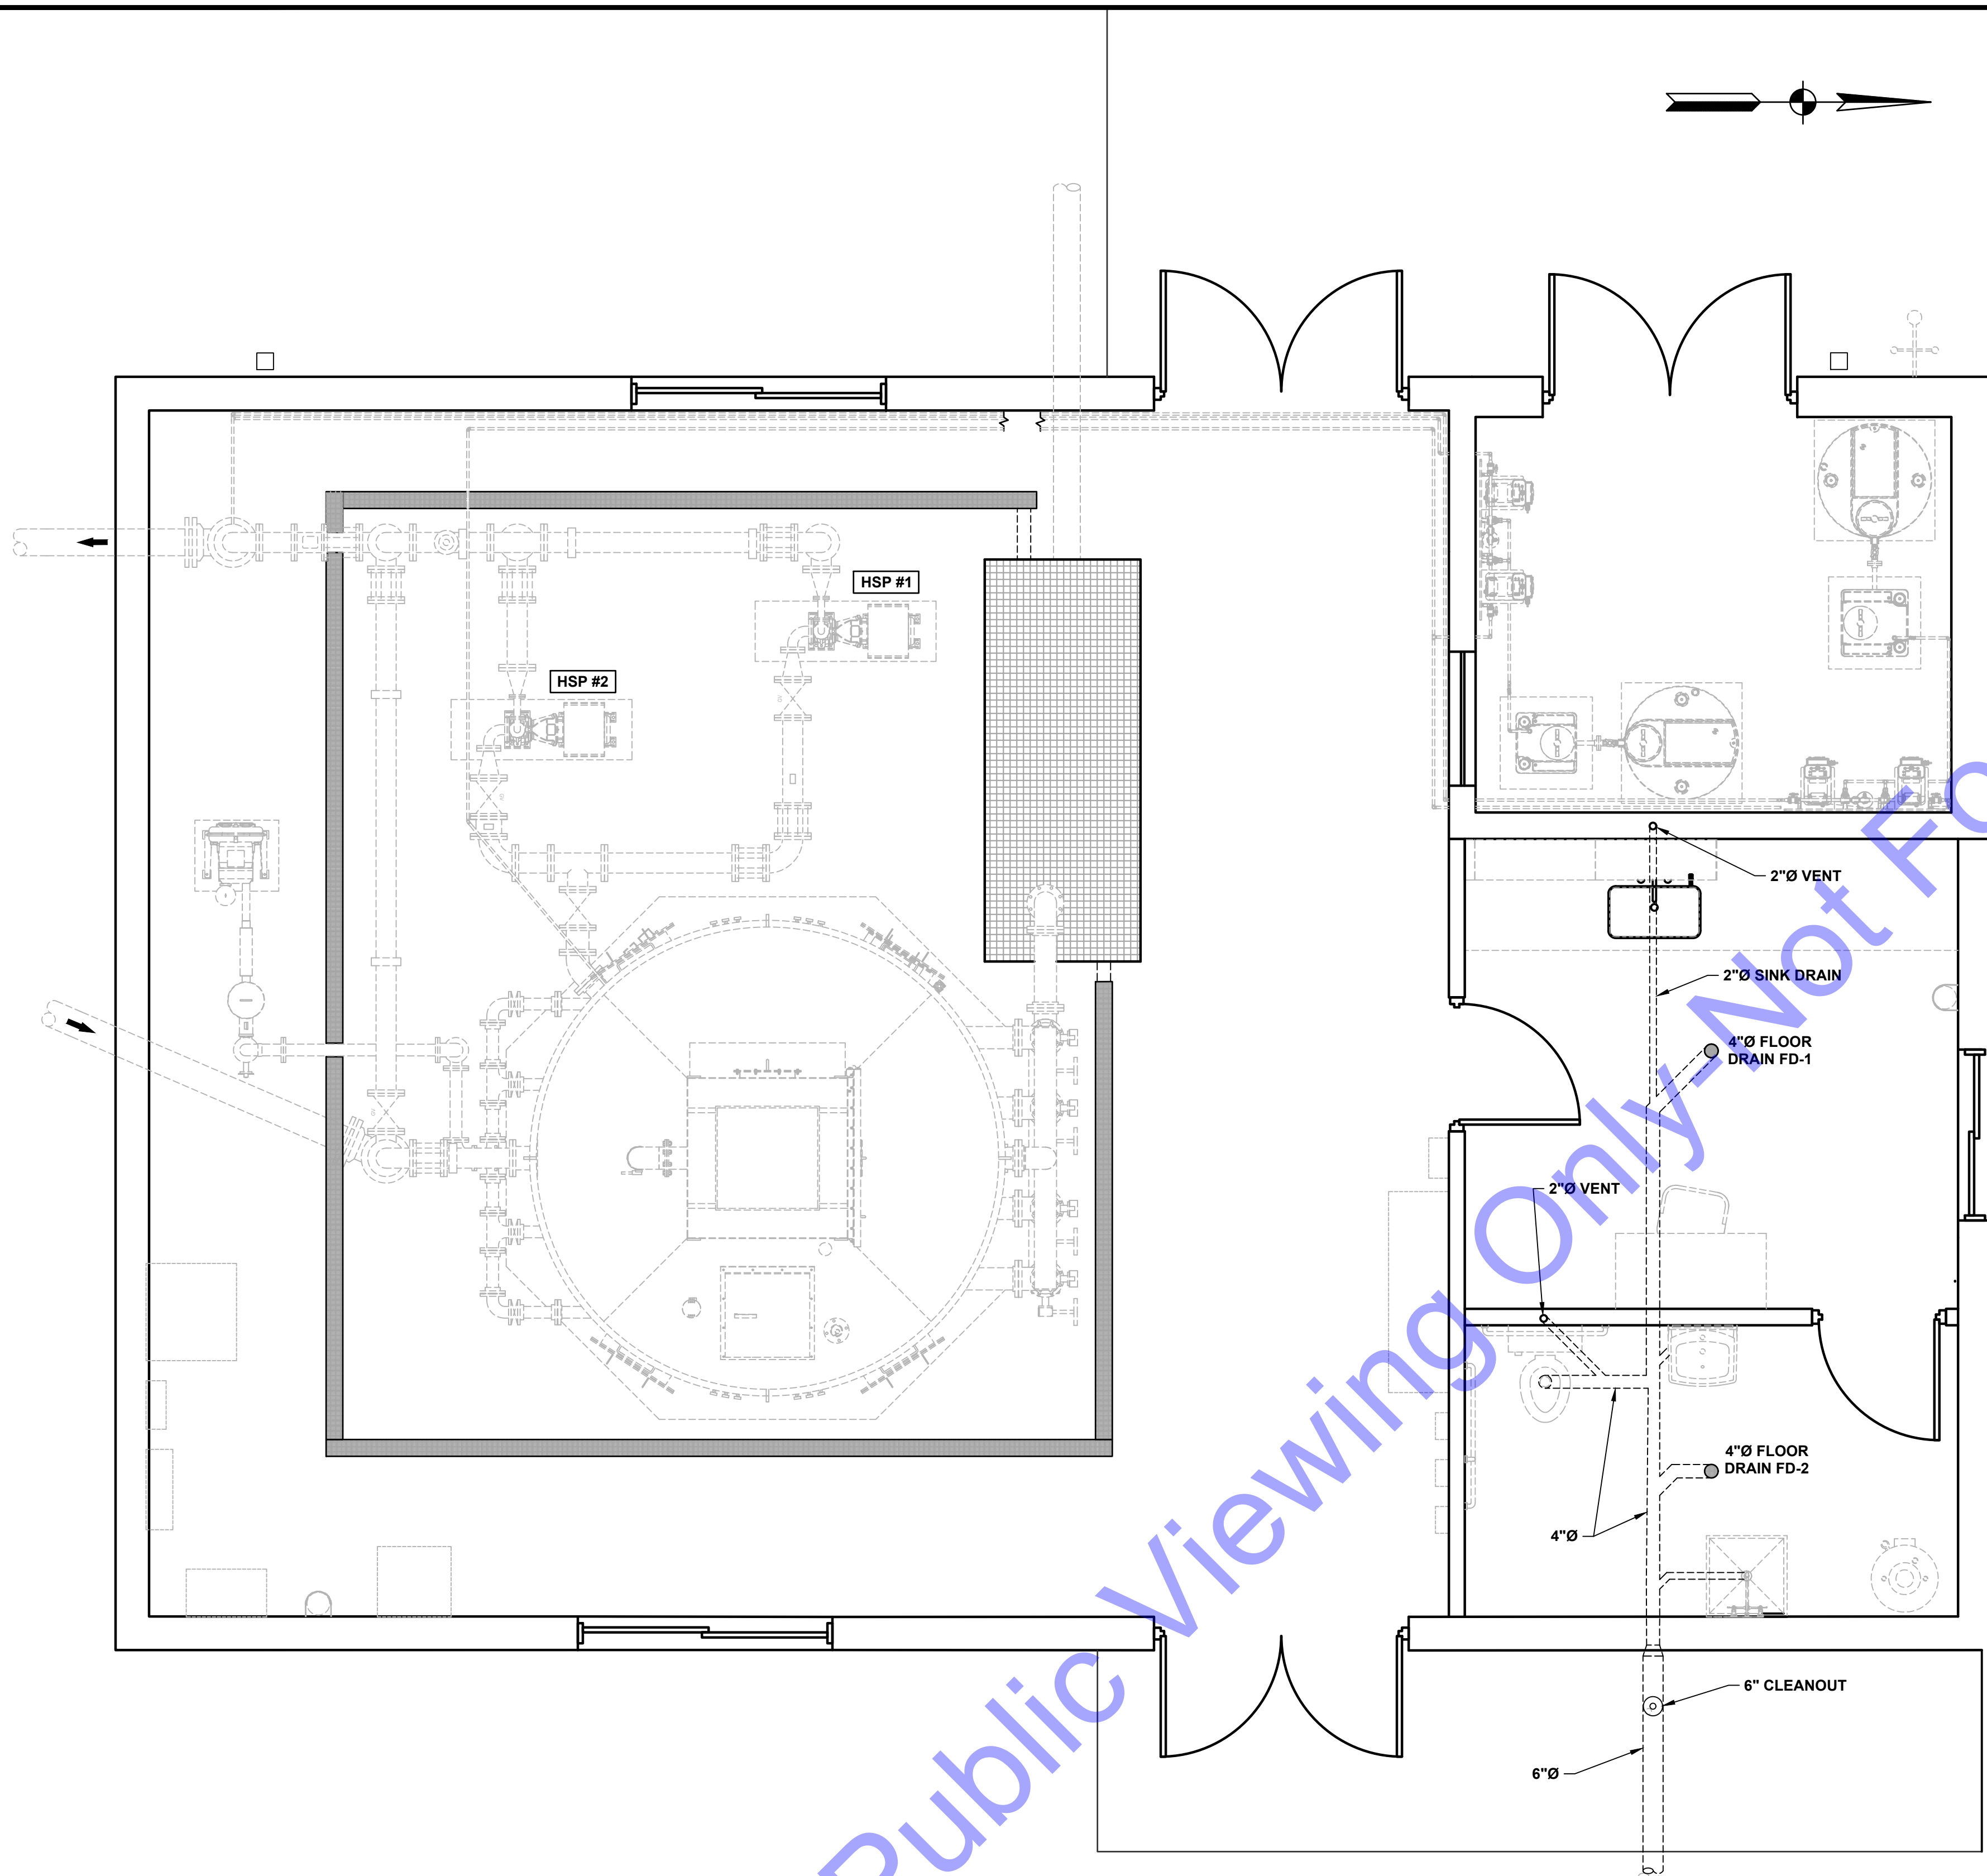 HSP #1
HSP #2
2"Ø VENT
2"Ø SINK DRAIN
4"Ø FLOOR
DRAIN FD-1
2"Ø VENT
4"Ø FLOOR
DRAIN FD-2
4"Ø
6" CLEANOUT
6"Ø
Public Viewing Only-Not Fo